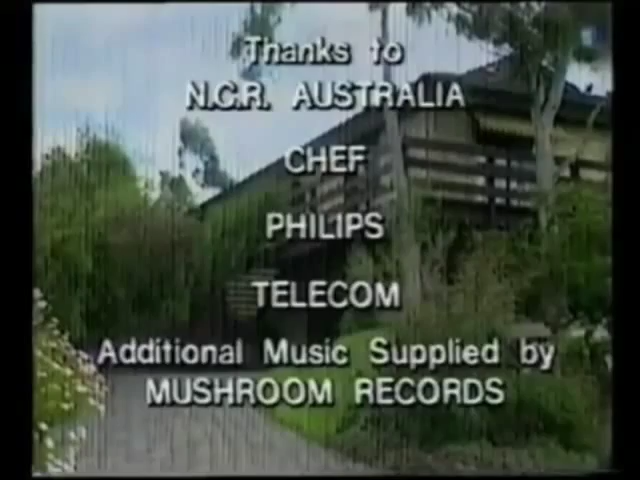 Thanks to
N.C.R. AUSTRALIA
CHEF
PHILIPS
TELECOM
Additional Music Supplied by
MUSHROOM RECORDS